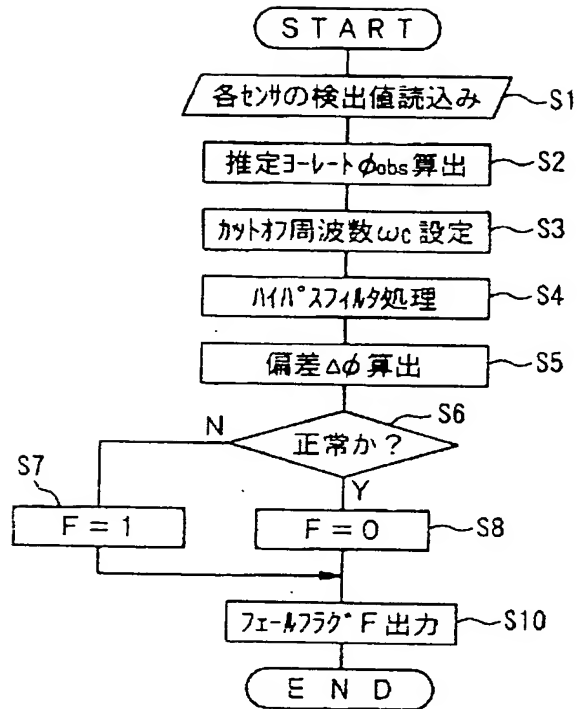 START
各センサの検出値読込み
S1
推定ヨーレートφobs算出
S2
カットオフ周波数ωc設定
S3
ハイパスフィルタ処理
S4
偏差Δφ算出
S5
S6
正常か?
N
Y
S7
F=1
F=0
S8
フェールフラグF出力
S10
END